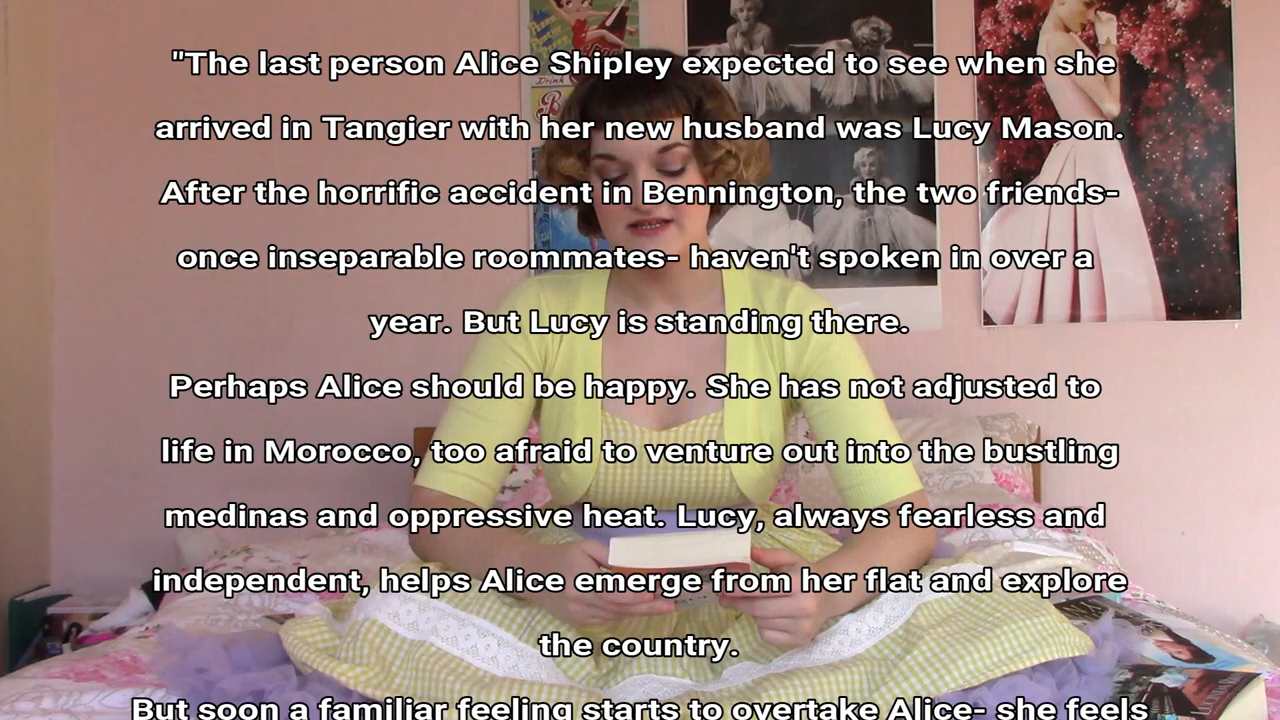 "The last person Alice Shipley expected to see when she
arrived in Tangier with her new husband was Lucy Mason.
After the horrific accident in Bennington, the two friends-
once inseparable roommates- haven't spoken in over a
year. But Lucy is standing there.
Perhaps Alice should be happy. She has not adjusted to
life in Morocco, too afraid to venture out into the bustling
medinas and oppressive heat. Lucy, always fearless and
independent, helps Alice emerge from her flat and explore
the country.
But soon a familiar feeling starts to overtake Alice- she feels
Drink